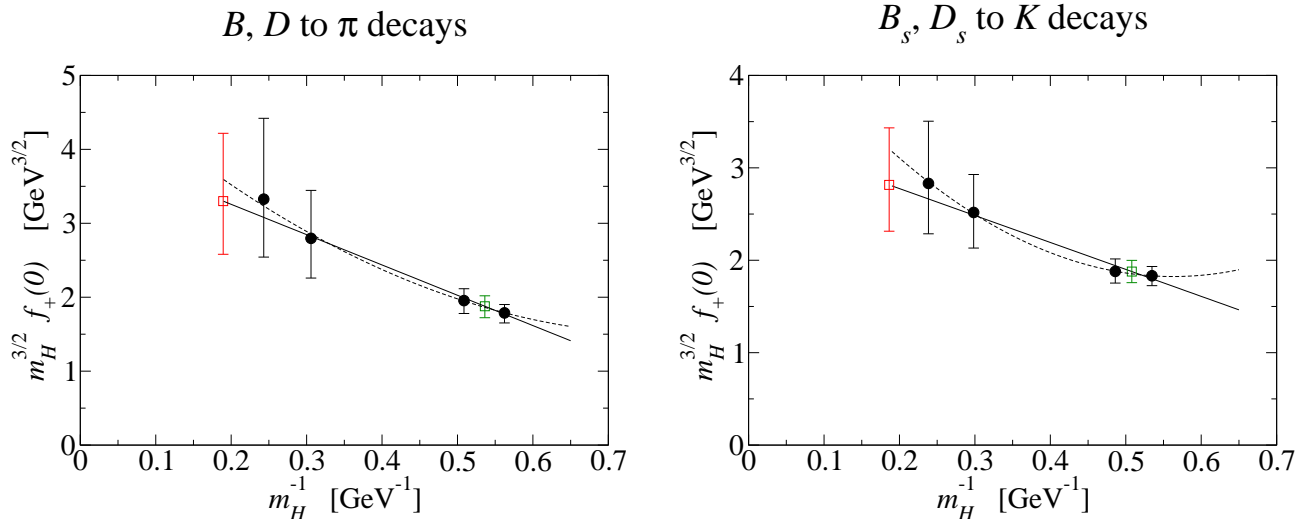 B, D to π decays
5
4
3
2
1
0
m_H^{3/2} f_+(0) [GeV^{3/2}]
0 0.1 0.2 0.3 0.4 0.5 0.6 0.7
m_H^{-1} [GeV^{-1}]
B_s, D_s to K decays
4
3
2
1
0
m_H^{3/2} f_+(0) [GeV^{3/2}]
0 0.1 0.2 0.3 0.4 0.5 0.6 0.7
m_H^{-1} [GeV^{-1}]